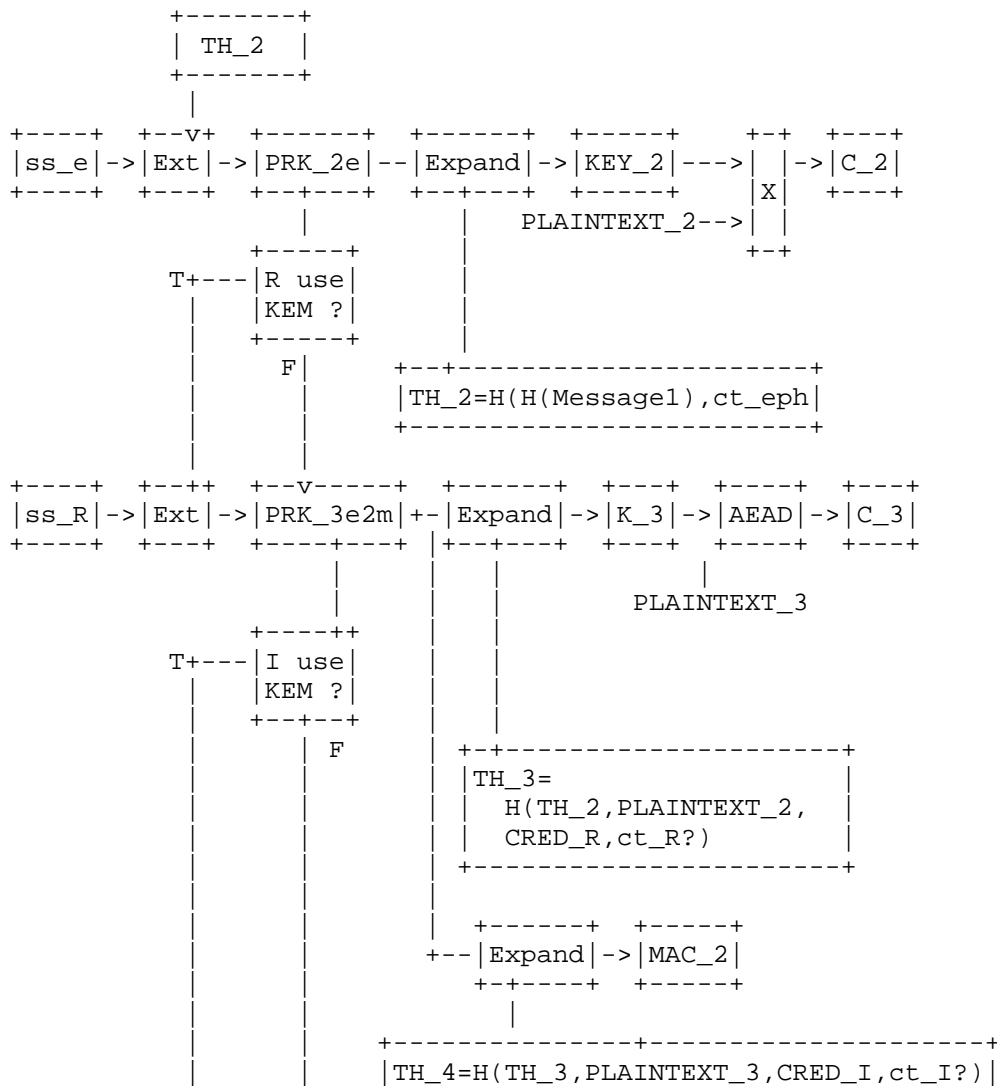 TH_2
ss_e Ext PRK_2e Expand KEY_2 X C_2
PLAINTEXT_2
T R use
KEM ?
F
TH_2=H(H(Message1),ct_eph
ss_R Ext PRK_3e2m Expand K_3 AEAD C_3
PLAINTEXT_3
T I use
KEM ?
F
TH_3=
H(TH_2,PLAINTEXT_2,
CRED_R,ct_R?)
Expand MAC_2
TH_4=H(TH_3,PLAINTEXT_3,CRED_I,ct_I?)